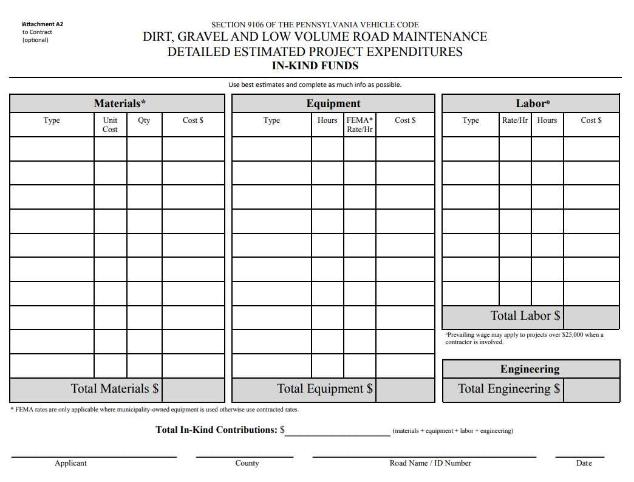 Attachment A2
to Contract
(optional)
SECTION 9106 OF THE PENNSYLVANIA VEHICLE CODE
DIRT, GRAVEL AND LOW VOLUME ROAD MAINTENANCE
DETAILED ESTIMATED PROJECT EXPENDITURES
IN-KIND FUNDS
Use best estimates and complete as much info as possible.
Materials*
Type Unit Cost Qty Cost $
Total Materials $
Equipment
Type Hours FEMA* Rate/Hr Cost $
Total Equipment $
Laborº
Type Rate/Hr Hours Cost $
Total Labor $
ºPrevailing wage may apply to projects over $25,000 when a
contractor is involved.
Engineering
Total Engineering $
* FEMA rates are only applicable where municipality-owned equipment is used otherwise use contracted rates.
Total In-Kind Contributions: $ (materials + equipment + labor + engineering)
Applicant County Road Name / ID Number Date